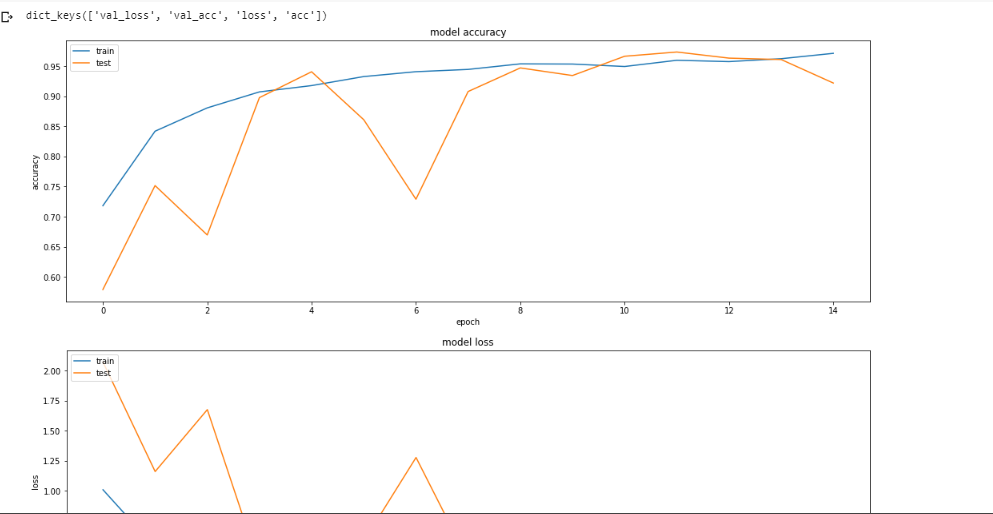 dict_keys(['val_loss', 'val_acc', 'loss', 'acc'])
model accuracy
train
test
0.95
0.90
0.85
0.80
0.75
0.70
0.65
0.60
accuracy
0 2 4 6 8 10 12 14
epoch
model loss
train
test
2.00
1.75
1.50
1.25
1.00
loss